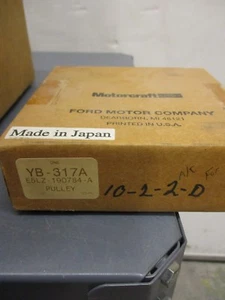 Motorcraft
FORD MOTOR COMPANY
DEARBORN, MI 48121
PRINTED IN U.S.A.
Made in Japan
YB-317A
E9LZ-19D784-A
PULLEY
10-2-2-D